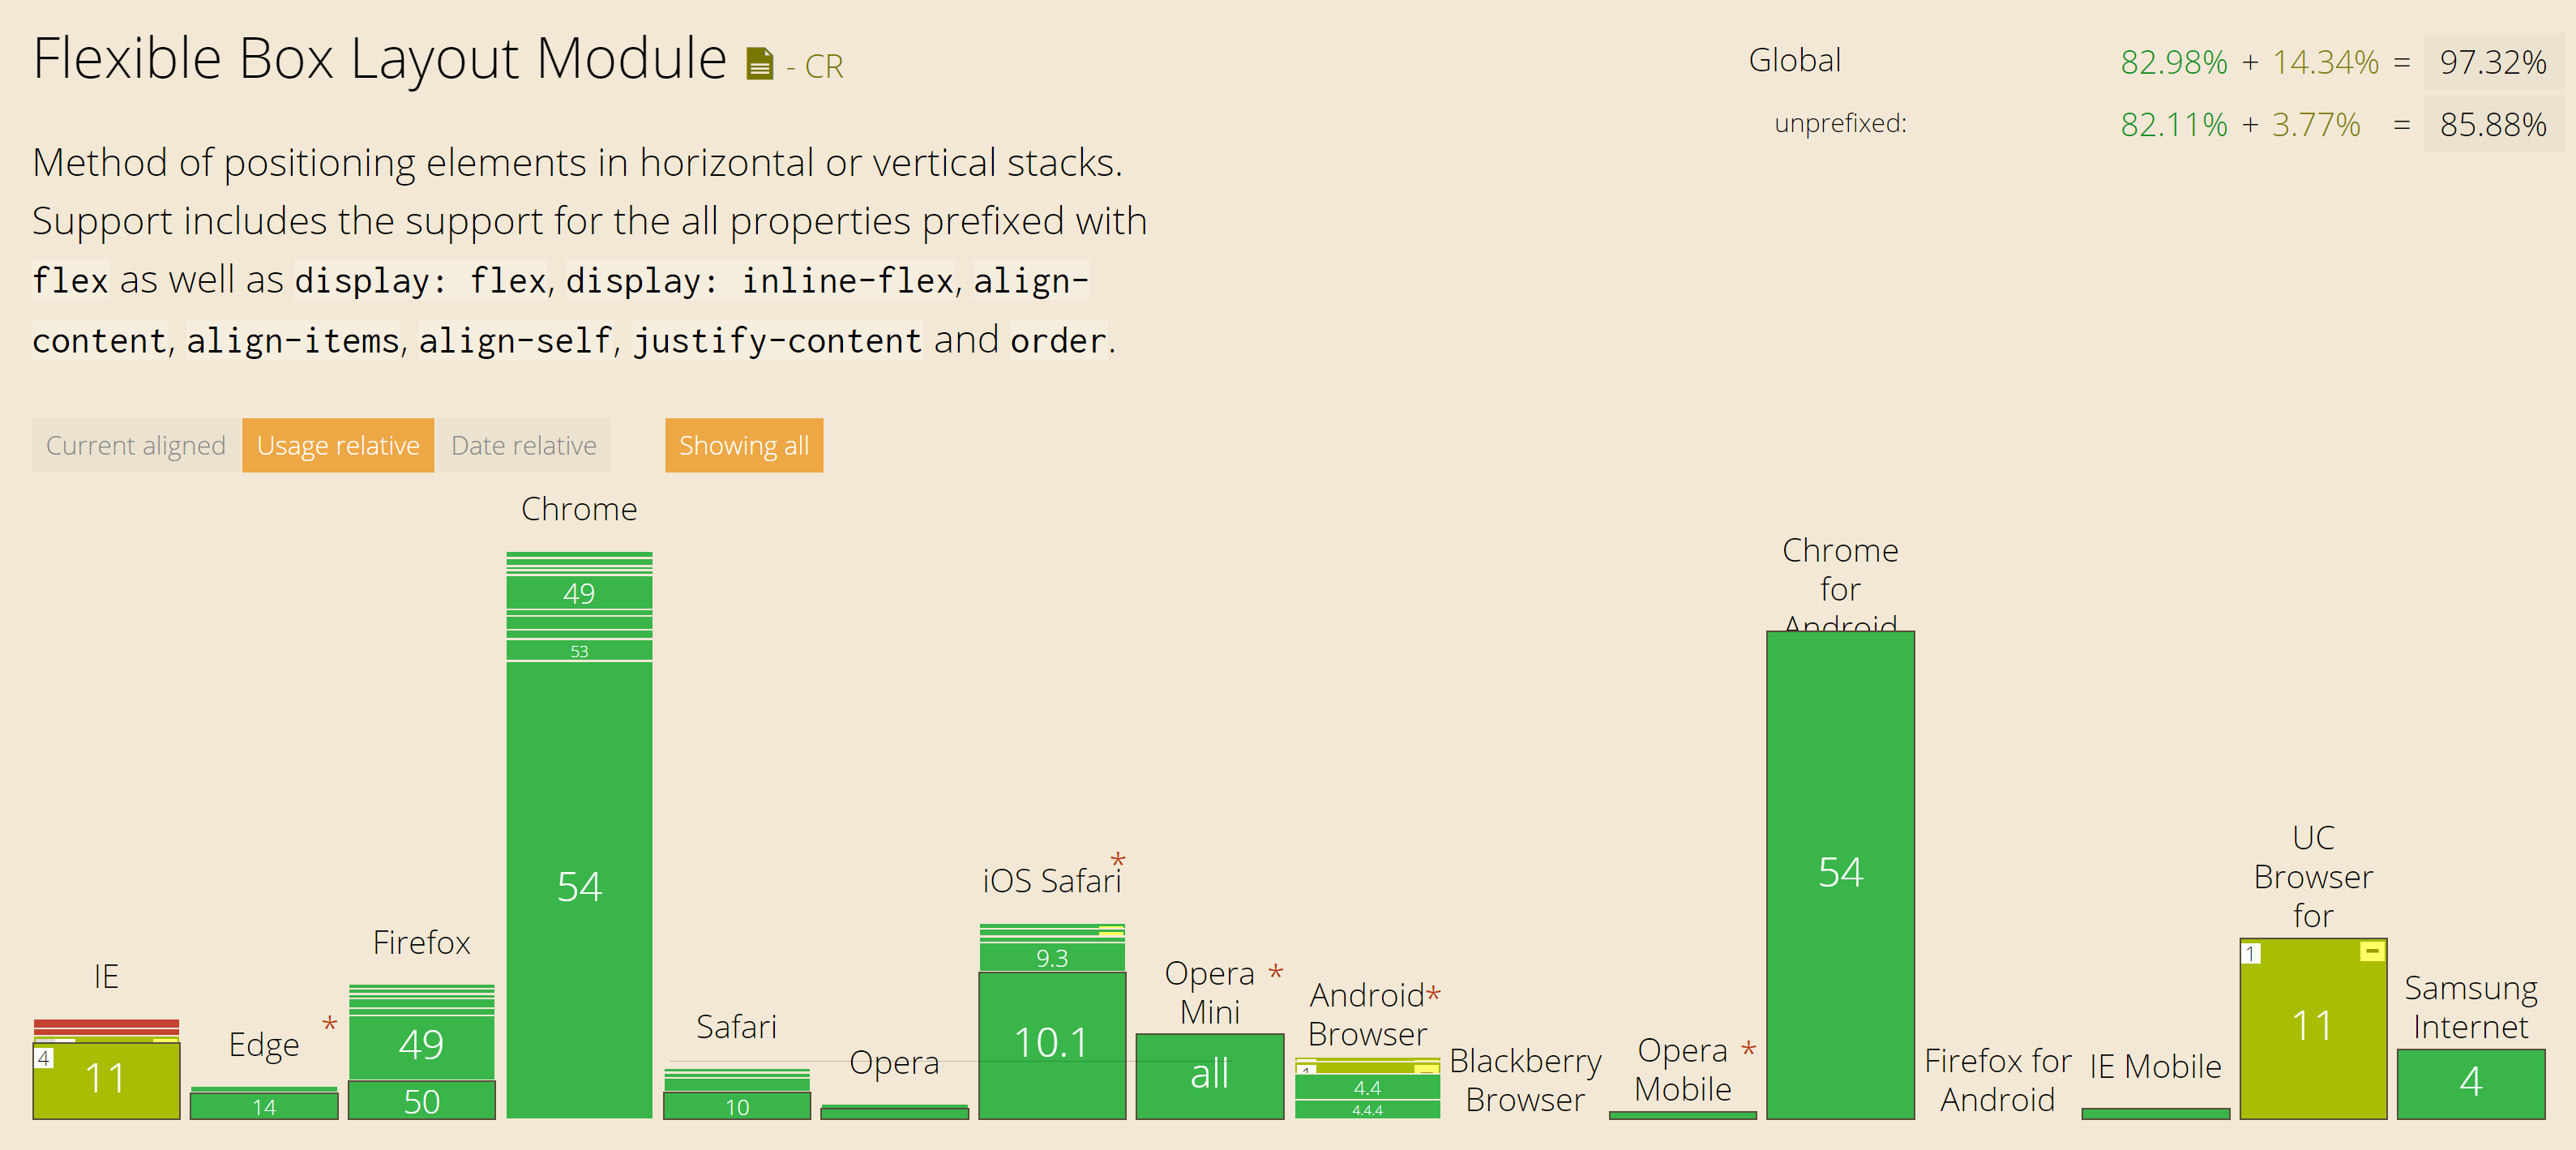 Flexible Box Layout Module - CR
Global 82.98% + 14.34% = 97.32%
unprefixed: 82.11% + 3.77% = 85.88%
Method of positioning elements in horizontal or vertical stacks.
Support includes the support for the all properties prefixed with
flex as well as display: flex, display: inline-flex, align-
content, align-items, align-self, justify-content and order.
Current aligned Usage relative Date relative Showing all
IE
4
11
Edge *
14
Firefox
49
50
Chrome
49
53
54
Safari
10
Opera
iOS Safari *
9.3
10.1
Opera *
Mini
all
Android*
Browser
1
4.4
4.4.4
Blackberry
Browser
Opera *
Mobile
Chrome
for
Android
54
Firefox for
Android
IE Mobile
UC
Browser
for
1
11
Samsung
Internet
4